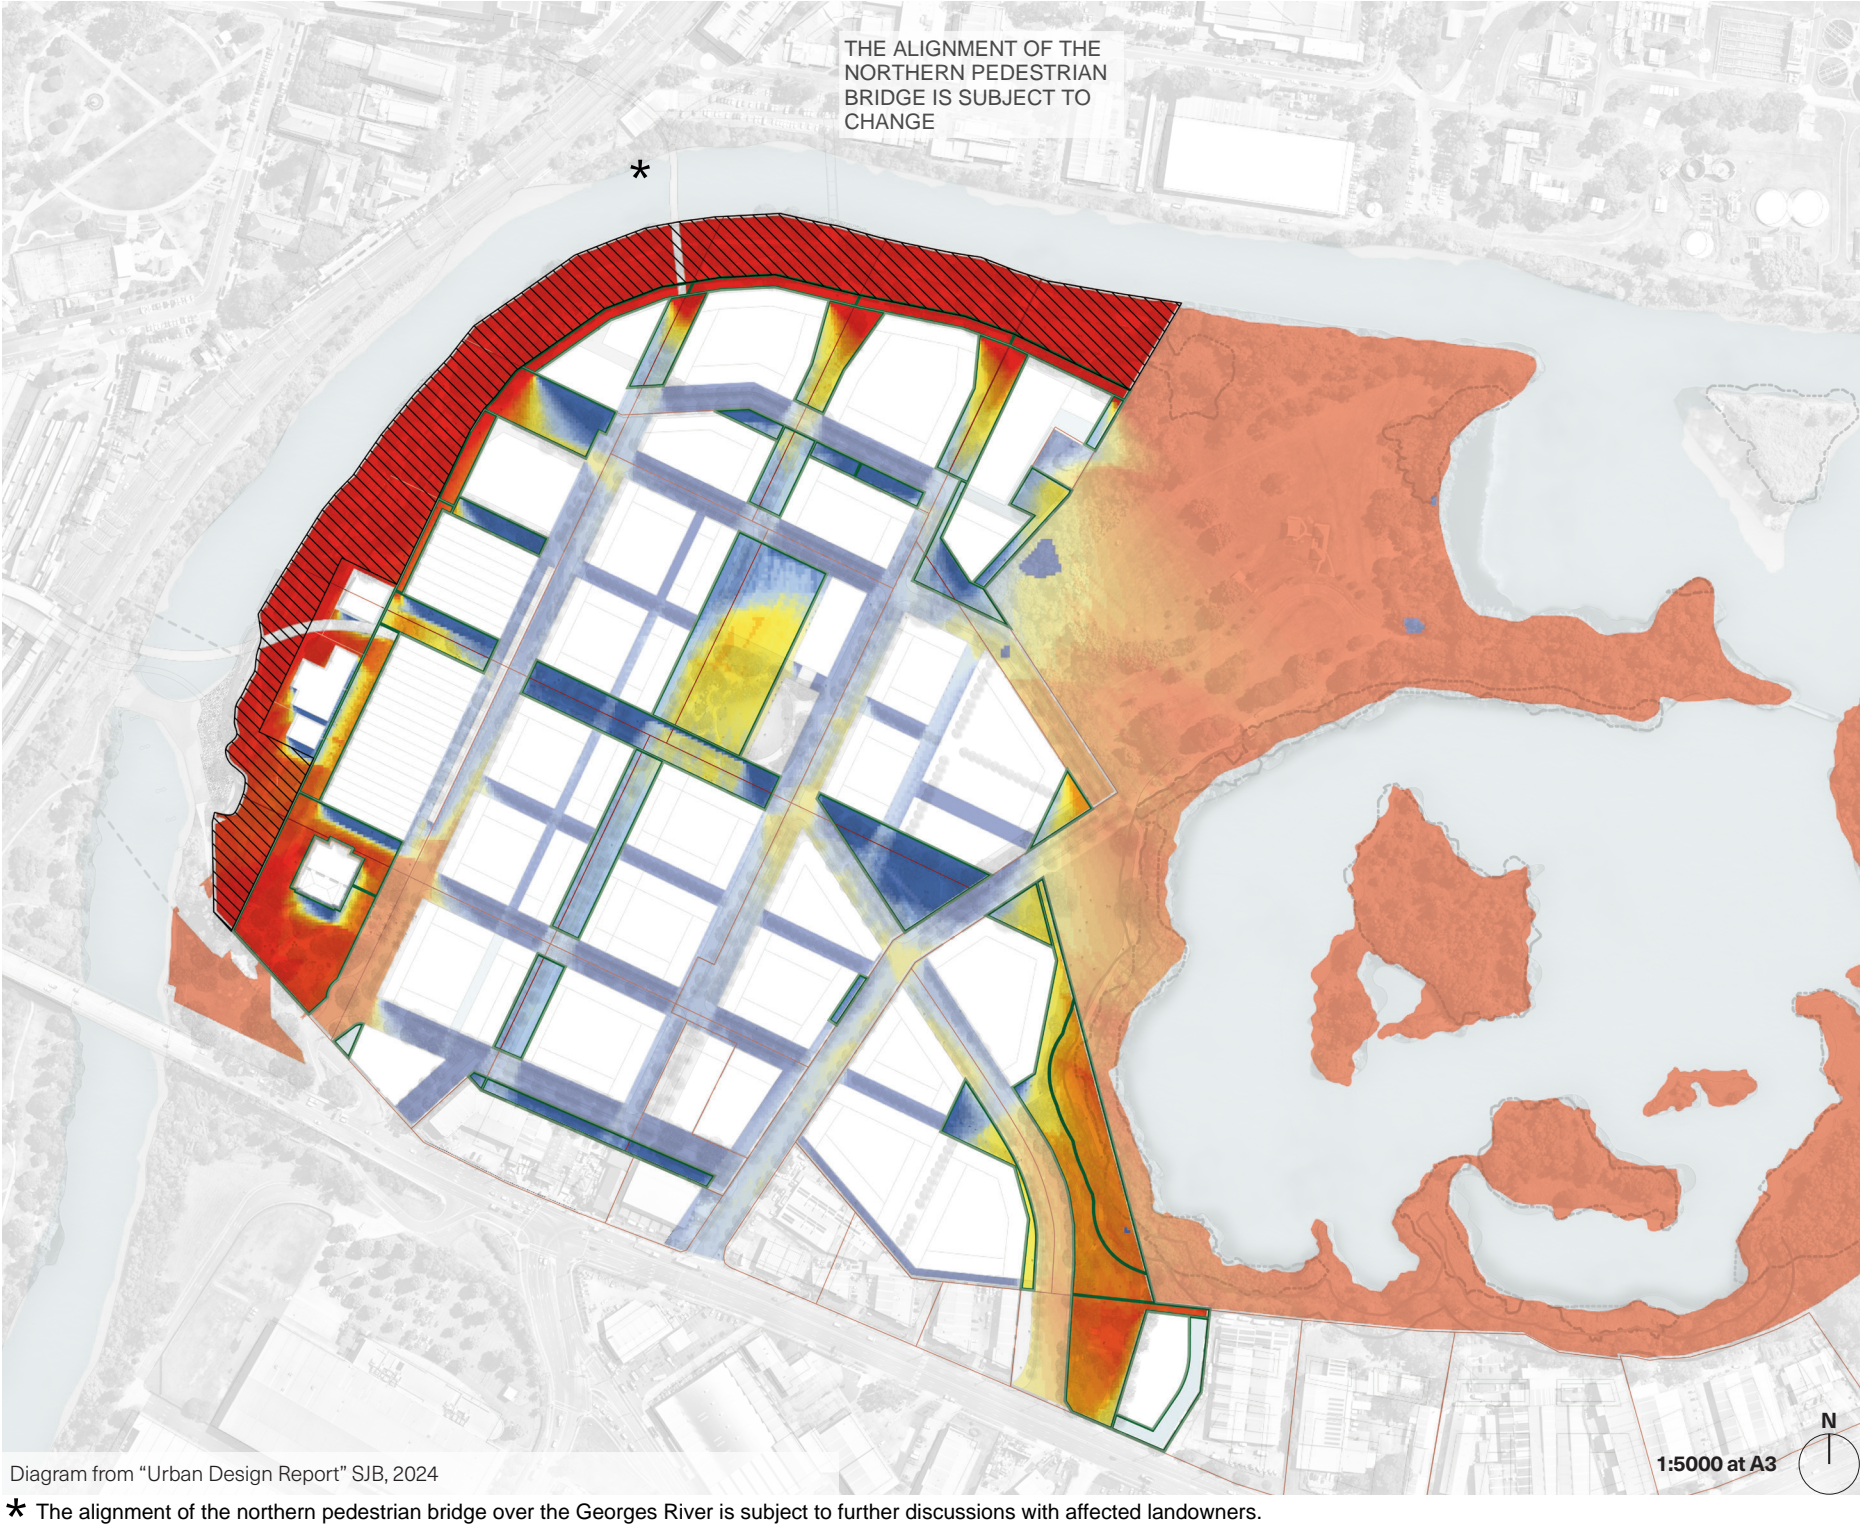 THE ALIGNMENT OF THE
NORTHERN PEDESTRIAN
BRIDGE IS SUBJECT TO
CHANGE
*
N
1:5000 at A3
Diagram from “Urban Design Report” SJB, 2024
* The alignment of the northern pedestrian bridge over the Georges River is subject to further discussions with affected landowners.